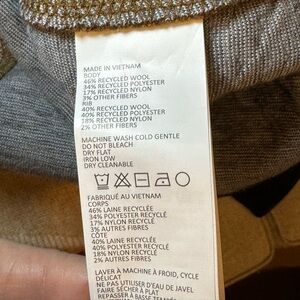 MADE IN VIETNAM
BODY
46% RECYCLED WOOL
34% RECYCLED POLYESTER
17% RECYCLED NYLON
3% OTHER FIBERS
RIB
40% RECYCLED WOOL
40% RECYCLED POLYESTER
18% RECYCLED NYLON
2% OTHER FIBERS
MACHINE WASH COLD GENTLE
DO NOT BLEACH
DRY FLAT
IRON LOW
DRY CLEANABLE
FABRIQUÉ AU VIETNAM
CORPS
46% LAINE RECYCLÉE
34% POLYESTER RECYCLÉ
17% NYLON RECYCLÉ
3% AUTRES FIBRES
CÔTE
40% LAINE RECYCLÉE
40% POLYESTER RECYCLÉ
18% NYLON RECYCLÉ
2% AUTRES FIBRES
LAVER À MACHINE À FROID, CYCLE
DÉLICAT
NE PAS UTILISER D'EAU DE JAVEL
FAIRE SÉCHER À PLAT
REPASSER À BASSE